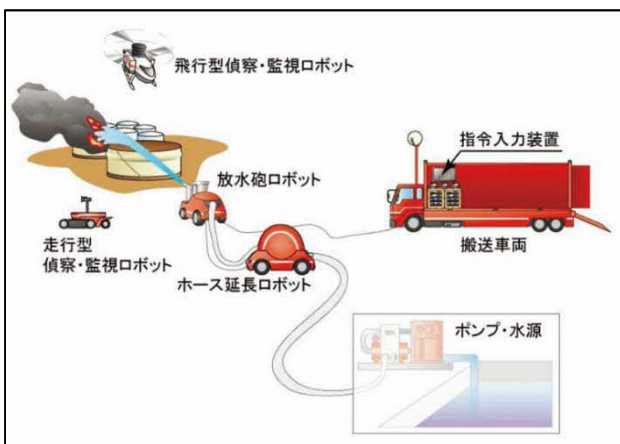 飛行型偵察・監視ロボット
指令入力装置
放水砲ロボット
搬送車両
走行型
偵察・監視ロボット
ホース延長ロボット
ポンプ・水源